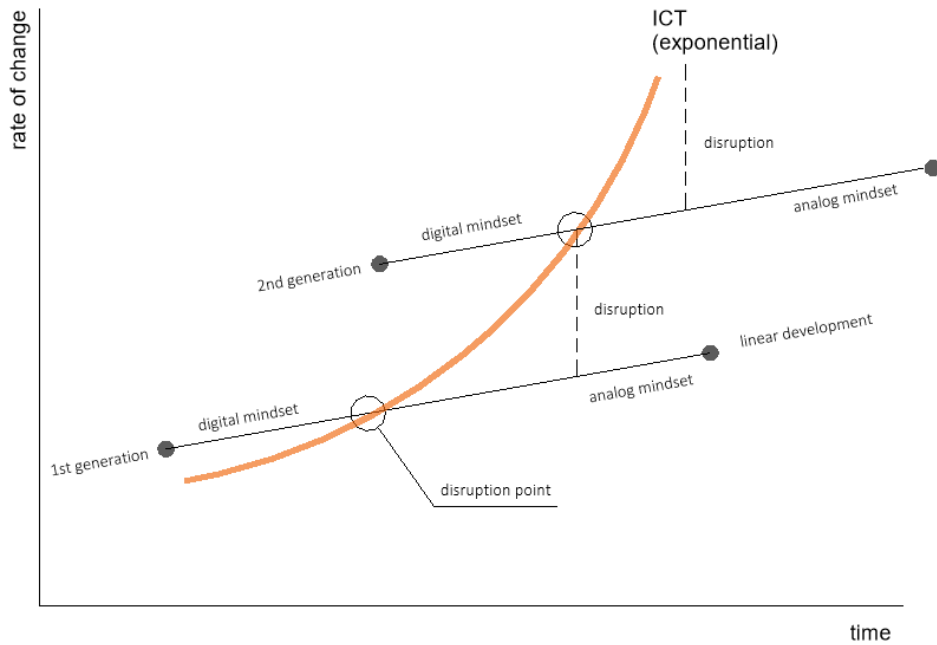 rate of change
ICT
(exponential)
disruption
analog mindset
digital mindset
2nd generation
disruption
linear development
analog mindset
digital mindset
1st generation
disruption point
time